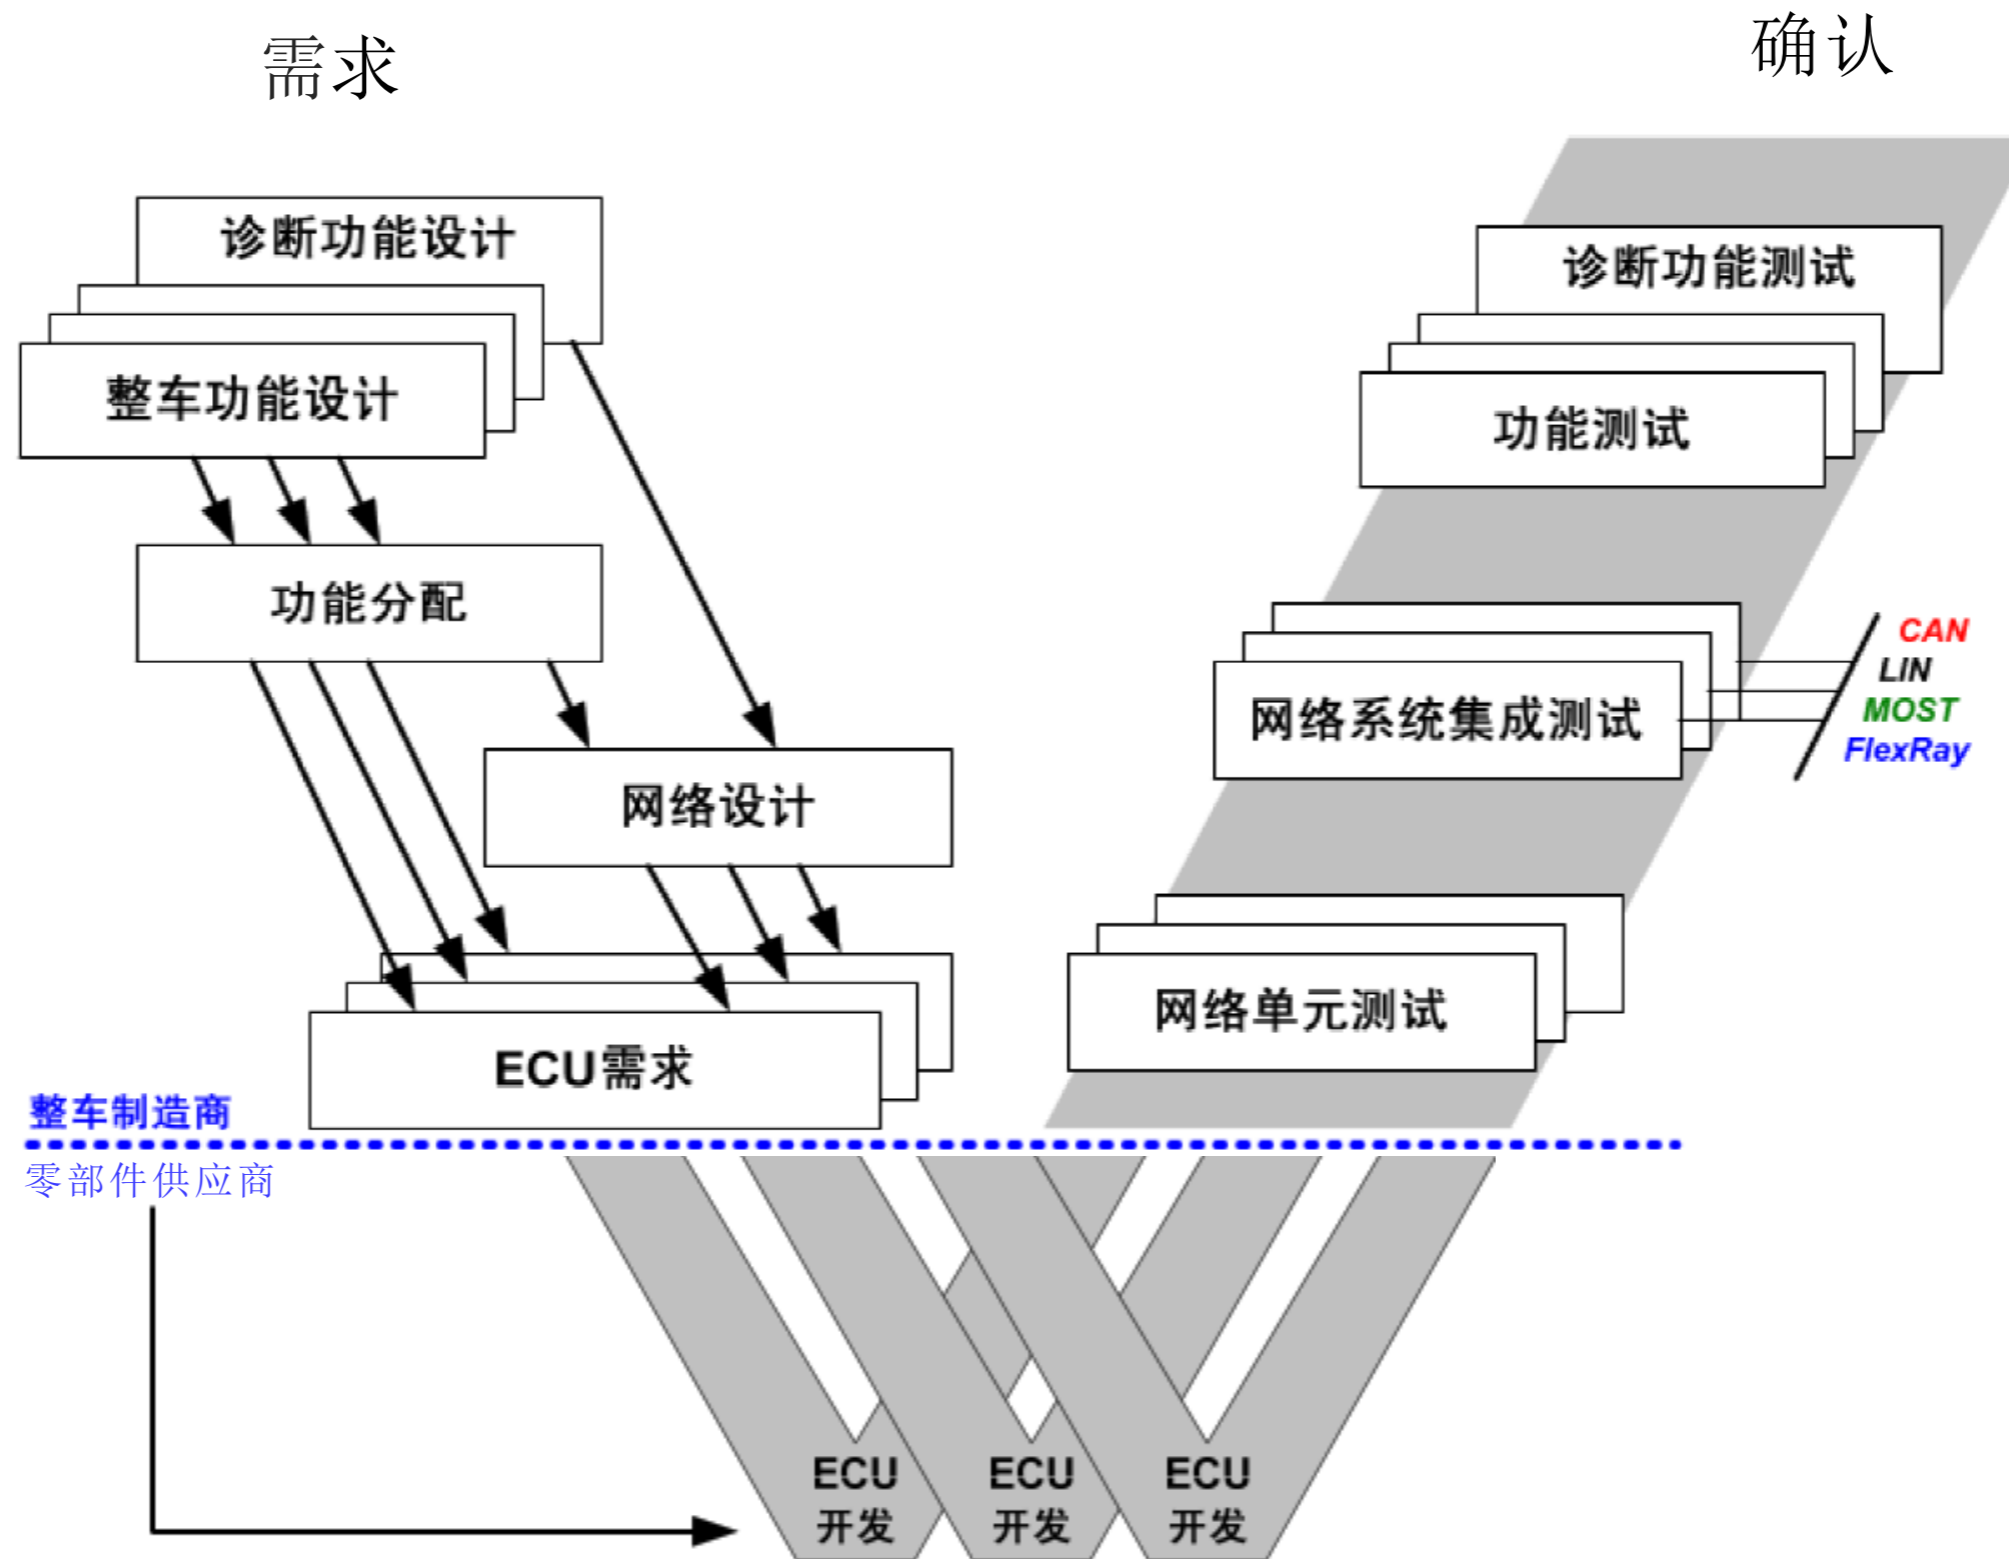 需求
确认
诊断功能设计
整车功能设计
功能分配
网络设计
ECU需求
诊断功能测试
功能测试
网络系统集成测试
CAN
LIN
MOST
FlexRay
网络单元测试
整车制造商
零部件供应商
ECU
开发
ECU
开发
ECU
开发